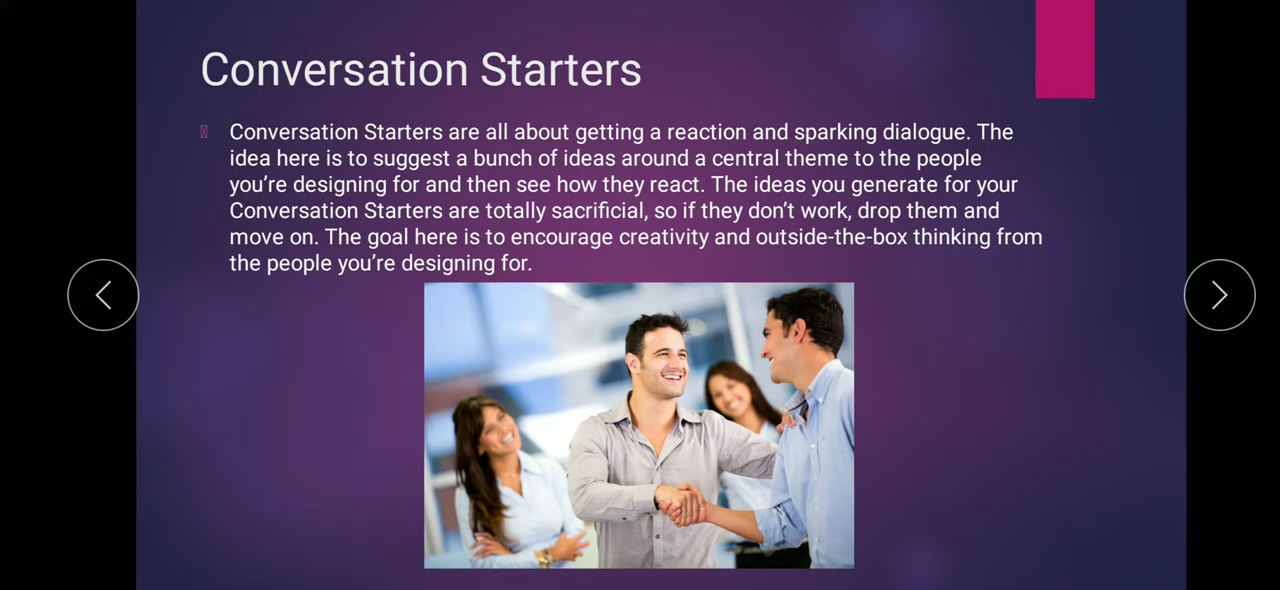 Conversation Starters
Conversation Starters are all about getting a reaction and sparking dialogue. The
idea here is to suggest a bunch of ideas around a central theme to the people
you’re designing for and then see how they react. The ideas you generate for your
Conversation Starters are totally sacrificial, so if they don’t work, drop them and
move on. The goal here is to encourage creativity and outside-the-box thinking from
the people you’re designing for.